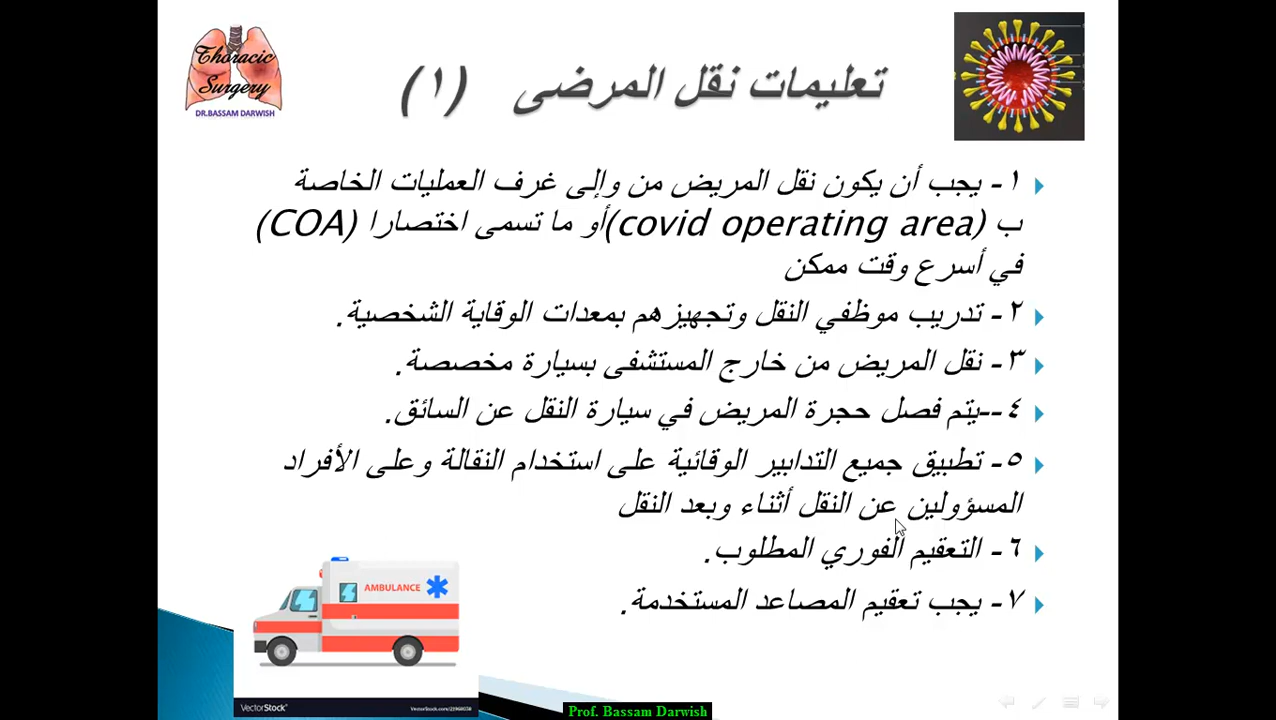 Thoracic
Surgery
DR.BASSAM DARWISH
تعليمات نقل المرضى (١)
١- يجب أن يكون نقل المريض من وإلى غرف العمليات الخاصة
ب (covid operating area)أو ما تسمى اختصارا (COA)
في أسرع وقت ممكن
٢- تدريب موظفي النقل وتجهيزهم بمعدات الوقاية الشخصية.
٣- نقل المريض من خارج المستشفى بسيارة مخصصة.
٤--يتم فصل حجرة المريض في سيارة النقل عن السائق.
٥- تطبيق جميع التدابير الوقائية على استخدام النقالة وعلى الأفراد
المسؤولين عن النقل أثناء وبعد النقل
٦- التعقيم الفوري المطلوب.
٧- يجب تعقيم المصاعد المستخدمة.
AMBULANCE
VectorStock®
Prof. Bassam Darwish